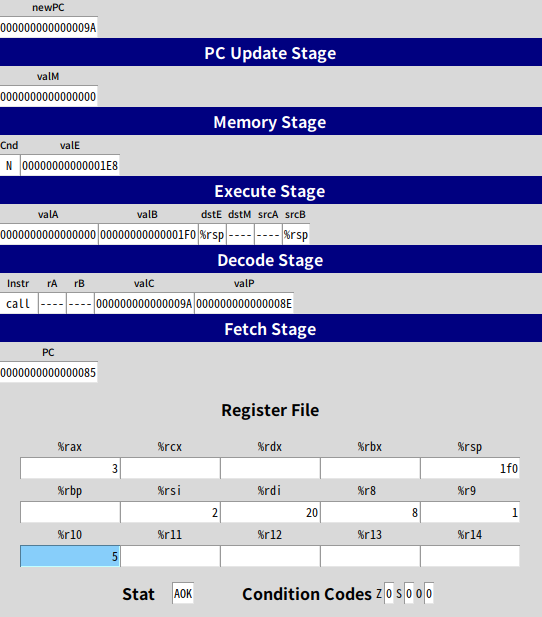 newPC
000000000000009A
PC Update Stage
valM
0000000000000000
Memory Stage
Cnd valE
N 00000000000001E8
Execute Stage
valA valB dstE dstM srcA srcB
0000000000000000 00000000000001F0 %rsp ---- ---- %rsp
Decode Stage
Instr rA rB valC valP
call ---- ---- 000000000000009A 000000000000008E
Fetch Stage
PC
0000000000000085
Register File
%rax %rcx %rdx %rbx %rsp
3 1f0
%rbp %rsi %rdi %r8 %r9
2 20 8 1
%r10 %r11 %r12 %r13 %r14
5
Stat AOK Condition Codes Z 0 S 0 O 0